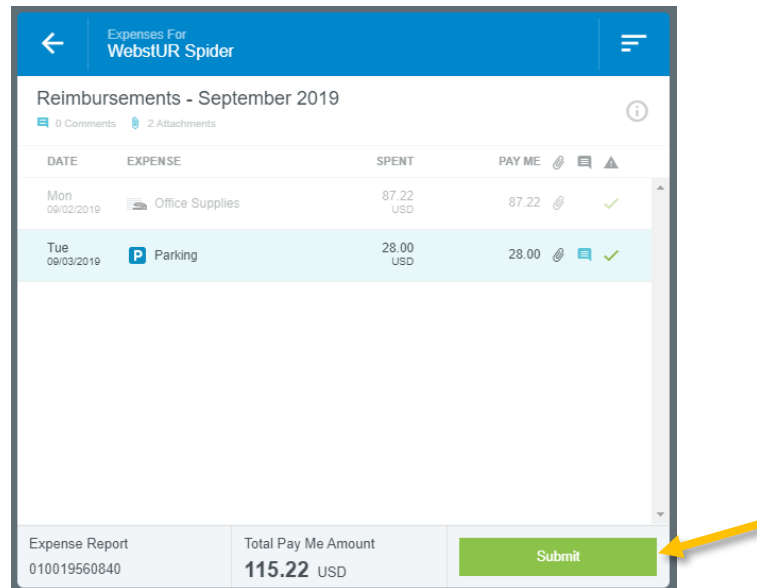 Expenses For
WebstUR Spider
Reimbursements - September 2019
0 Comments 2 Attachments
DATE EXPENSE SPENT PAY ME
Mon
09/02/2019 Office Supplies 87.22 USD 87.22
Tue
09/03/2019 P Parking 28.00 USD 28.00
Expense Report Total Pay Me Amount
010019560840 115.22 USD
Submit